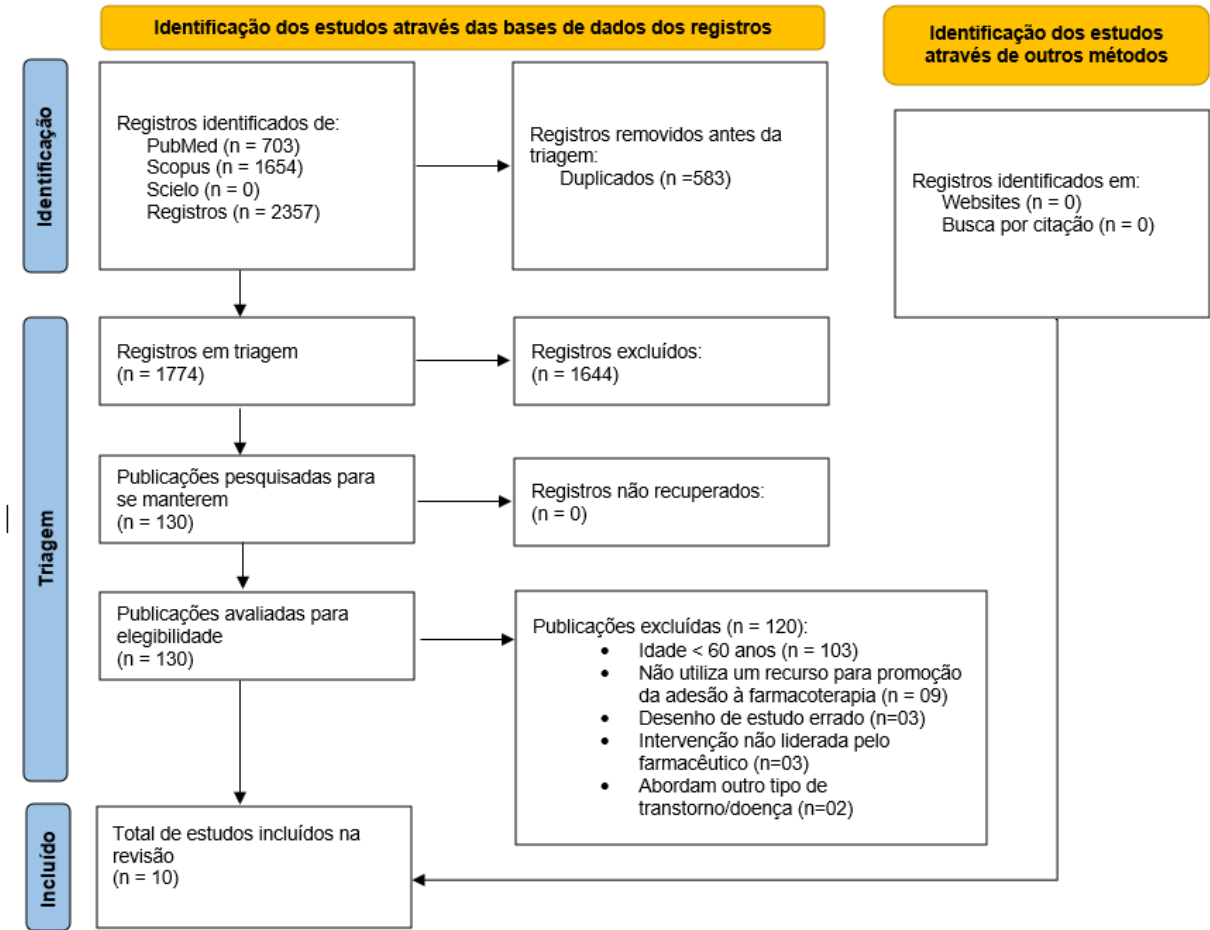 Identificação dos estudos através das bases de dados dos registros
Identificação dos estudos
através de outros métodos
Identificação
Registros identificados de:
PubMed (n = 703)
Scopus (n = 1654)
Scielo (n = 0)
Registros (n = 2357)
Registros removidos antes da
triagem:
Duplicados (n =583)
Registros identificados em:
Websites (n = 0)
Busca por citação (n = 0)
Triagem
Registros em triagem
(n = 1774)
Registros excluídos:
(n = 1644)
Publicações pesquisadas para
se manterem
(n = 130)
Registros não recuperados:
(n = 0)
Publicações avaliadas para
elegibilidade
(n = 130)
Publicações excluídas (n = 120):
• Idade < 60 anos (n = 103)
• Não utiliza um recurso para promoção
da adesão à farmacoterapia (n = 09)
• Desenho de estudo errado (n=03)
• Intervenção não liderada pelo
farmacêutico (n=03)
• Abordam outro tipo de
transtorno/doença (n=02)
Incluído
Total de estudos incluídos na
revisão
(n = 10)